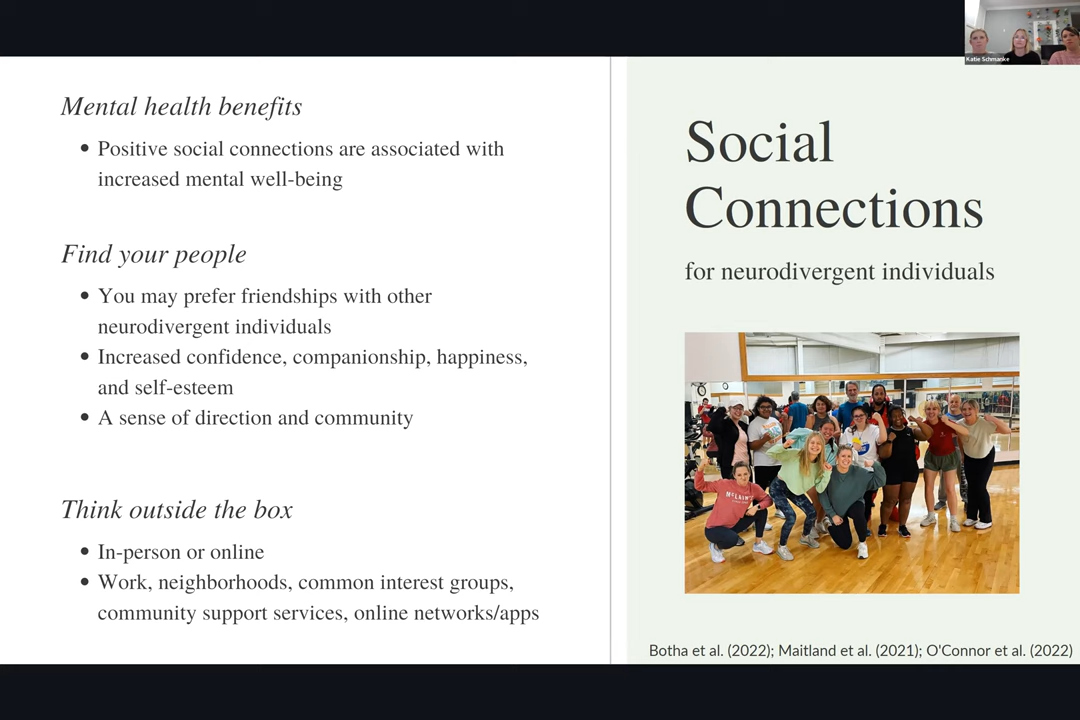 Katie Schmanke
Mental health benefits
• Positive social connections are associated with
increased mental well-being
Find your people
• You may prefer friendships with other
neurodivergent individuals
• Increased confidence, companionship, happiness,
and self-esteem
• A sense of direction and community
Think outside the box
• In-person or online
• Work, neighborhoods, common interest groups,
community support services, online networks/apps
Social
Connections
for neurodivergent individuals
Botha et al. (2022); Maitland et al. (2021); O'Connor et al. (2022)